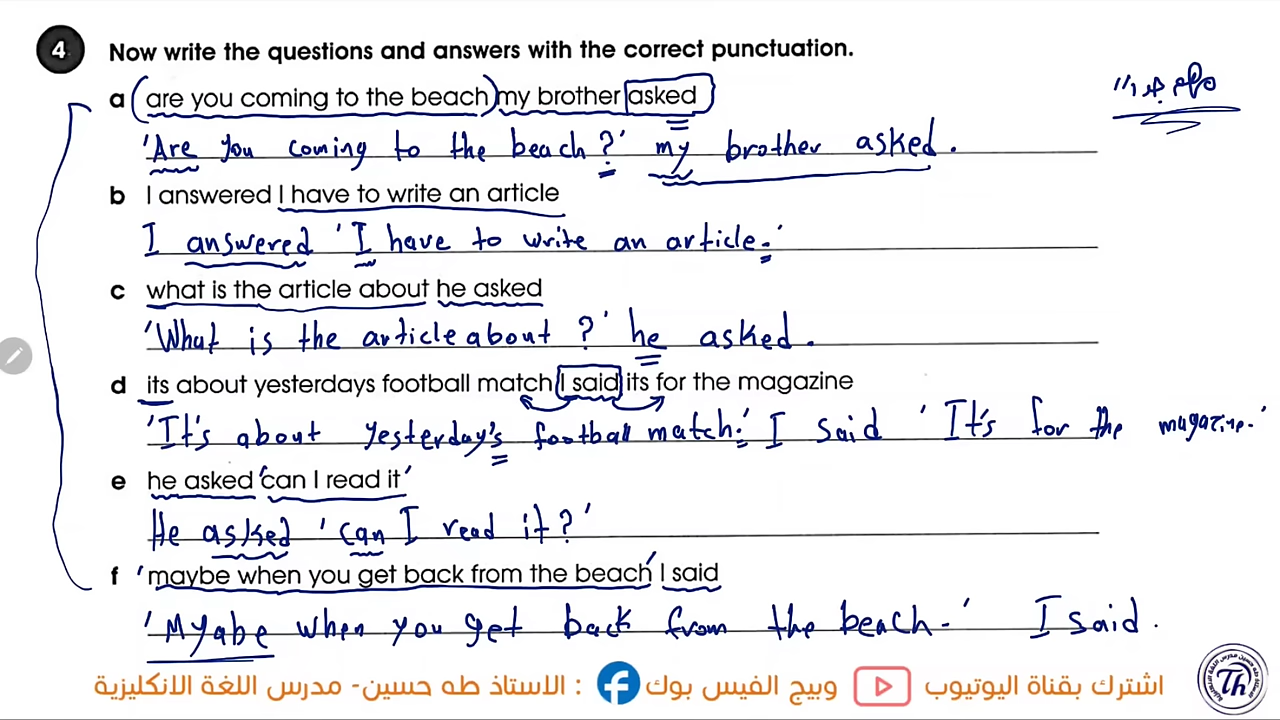 4 Now write the questions and answers with the correct punctuation.
a (are you coming to the beach) my brother asked
'Are you coming to the beach?' my brother asked.
b I answered I have to write an article
I answered 'I have to write an article.'
c what is the article about he asked
'What is the article about ?' he asked.
d its about yesterdays football match I said its for the magazine
'It's about yesterday's football match.' I said 'It's for the magazine.'
e he asked 'can I read it'
He asked 'can I read it?'
f 'maybe when you get back from the beach' I said
'Myabe when you get back from the beach.' I said.
اشترك بقناة اليوتيوب وبيج الفيس بوك : الاستاذ طه حسين- مدرس اللغة الانكليزية
Th